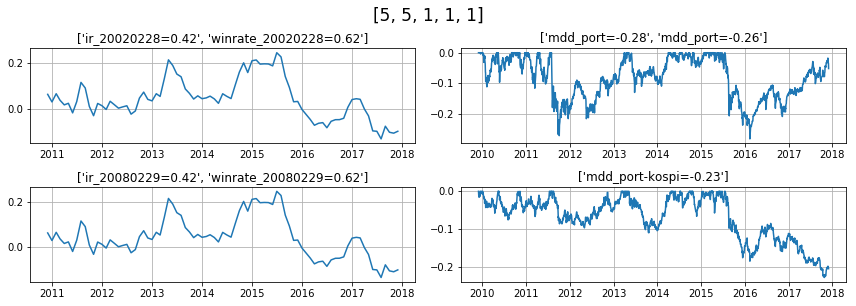 [5, 5, 1, 1, 1]
['ir_20020228=0.42', 'winrate_20020228=0.62']
0.2
0.0
2011 2012 2013 2014 2015 2016 2017 2018
['mdd_port=-0.28', 'mdd_port=-0.26']
0.0
−0.1
−0.2
2010 2011 2012 2013 2014 2015 2016 2017 2018
['ir_20080229=0.42', 'winrate_20080229=0.62']
0.2
0.0
2011 2012 2013 2014 2015 2016 2017 2018
['mdd_port-kospi=-0.23']
0.0
−0.1
−0.2
2010 2011 2012 2013 2014 2015 2016 2017 2018